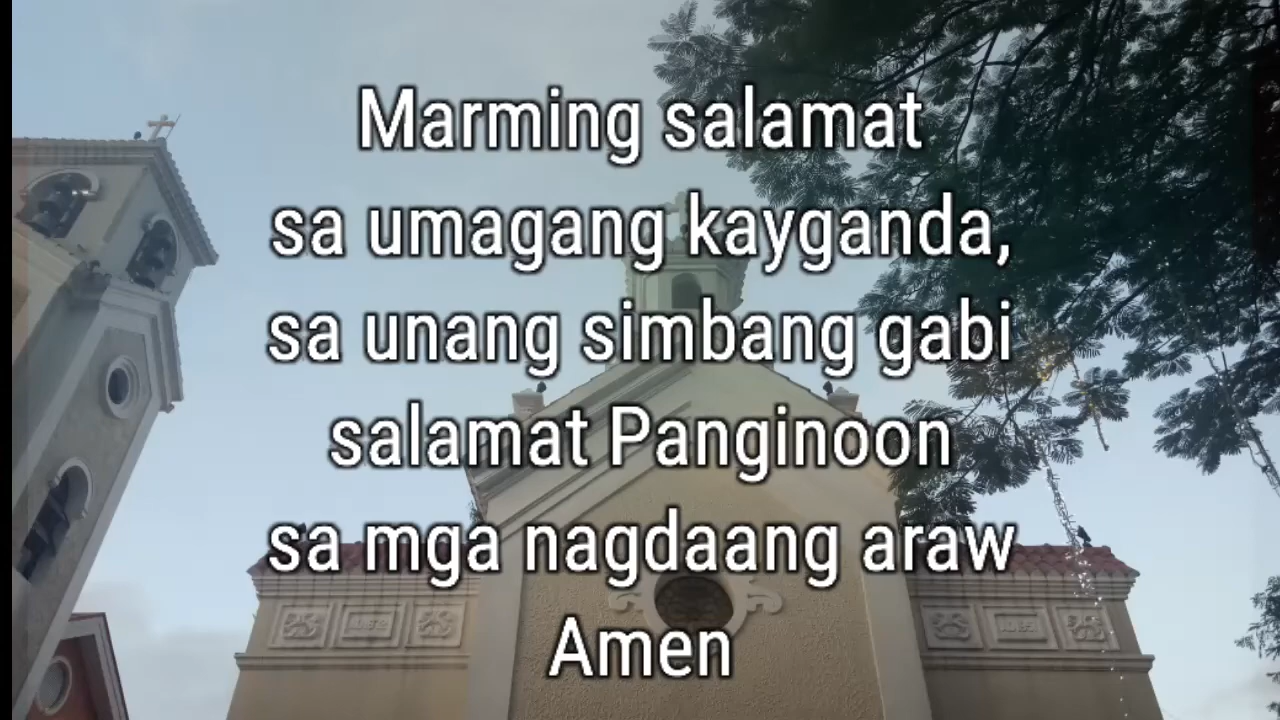 Marming salamat
sa umagang kayganda,
sa unang simbang gabi
salamat Panginoon
sa mga nagdaang araw
Amen